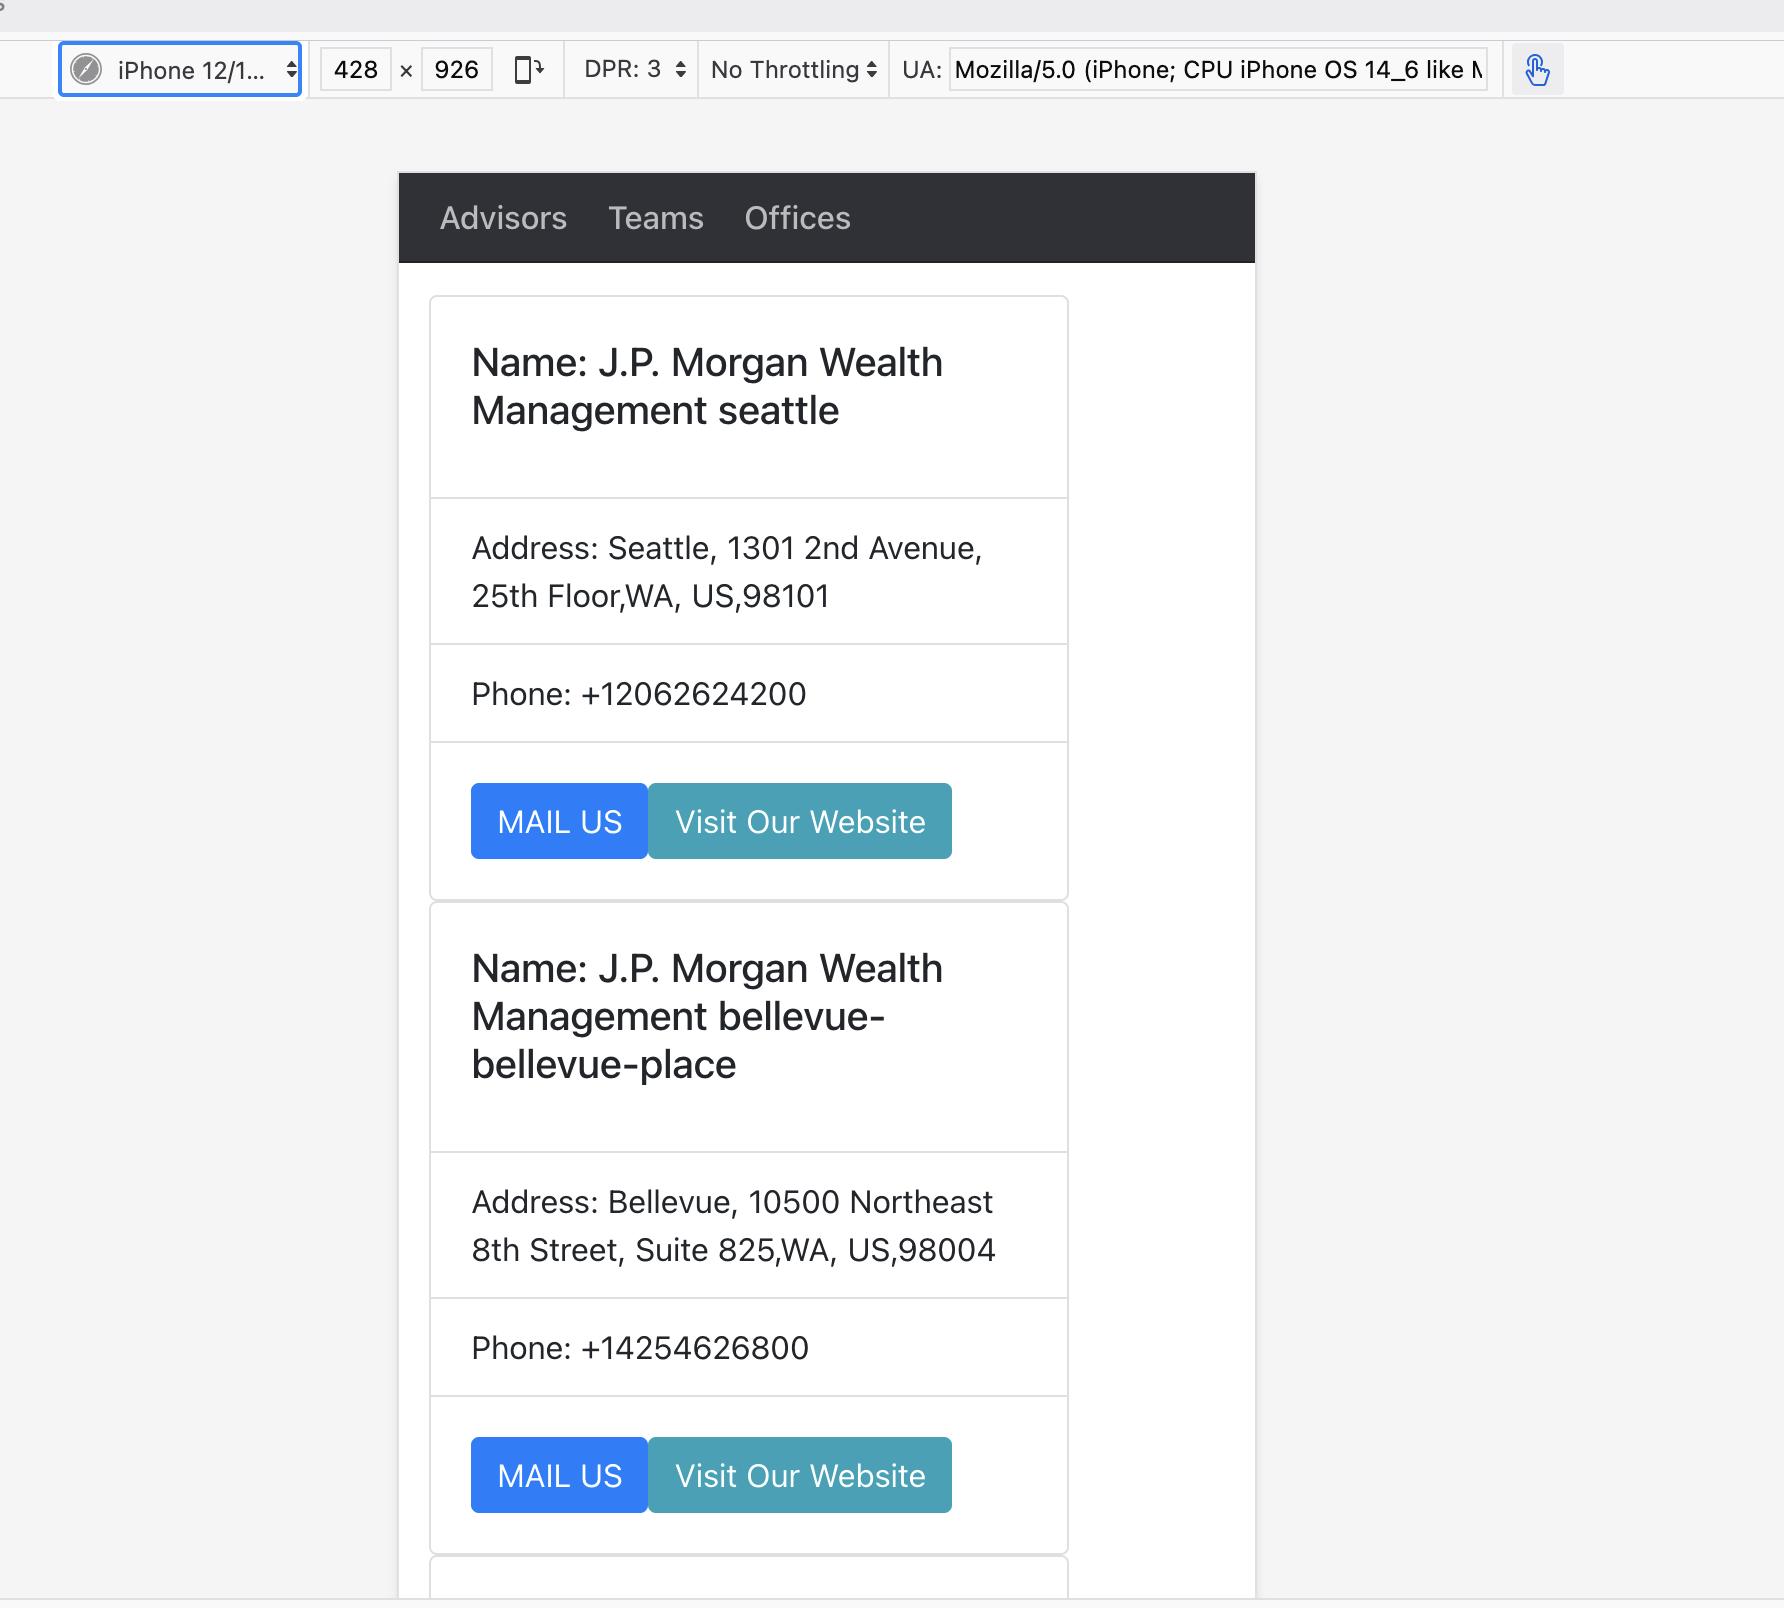 iPhone 12/1... 428 × 926 DPR: 3 No Throttling UA: Mozilla/5.0 (iPhone; CPU iPhone OS 14_6 like
Advisors Teams Offices
Name: J.P. Morgan Wealth
Management seattle
Address: Seattle, 1301 2nd Avenue,
25th Floor,WA, US,98101
Phone: +12062624200
MAIL US Visit Our Website
Name: J.P. Morgan Wealth
Management bellevue-
bellevue-place
Address: Bellevue, 10500 Northeast
8th Street, Suite 825,WA, US,98004
Phone: +14254626800
MAIL US Visit Our Website